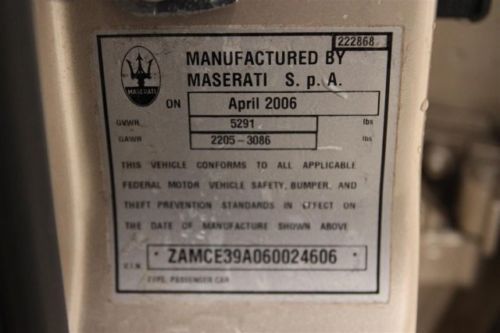 222868
MANUFACTURED BY
MASERATI S. p. A.
MASERATI
ON April 2006
GVWR 5291 lbs
GAWR 2205-3086 lbs
THIS VEHICLE CONFORMS TO ALL APPLICABLE
FEDERAL MOTOR VEHICLE SAFETY, BUMPER, AND
THEFT PREVENTION STANDARDS IN EFFECT ON
THE DATE OF MANUFACTURE SHOWN ABOVE
V.I.N. * ZAMCE39A060024606 *
TYPE, PASSENGER CAR